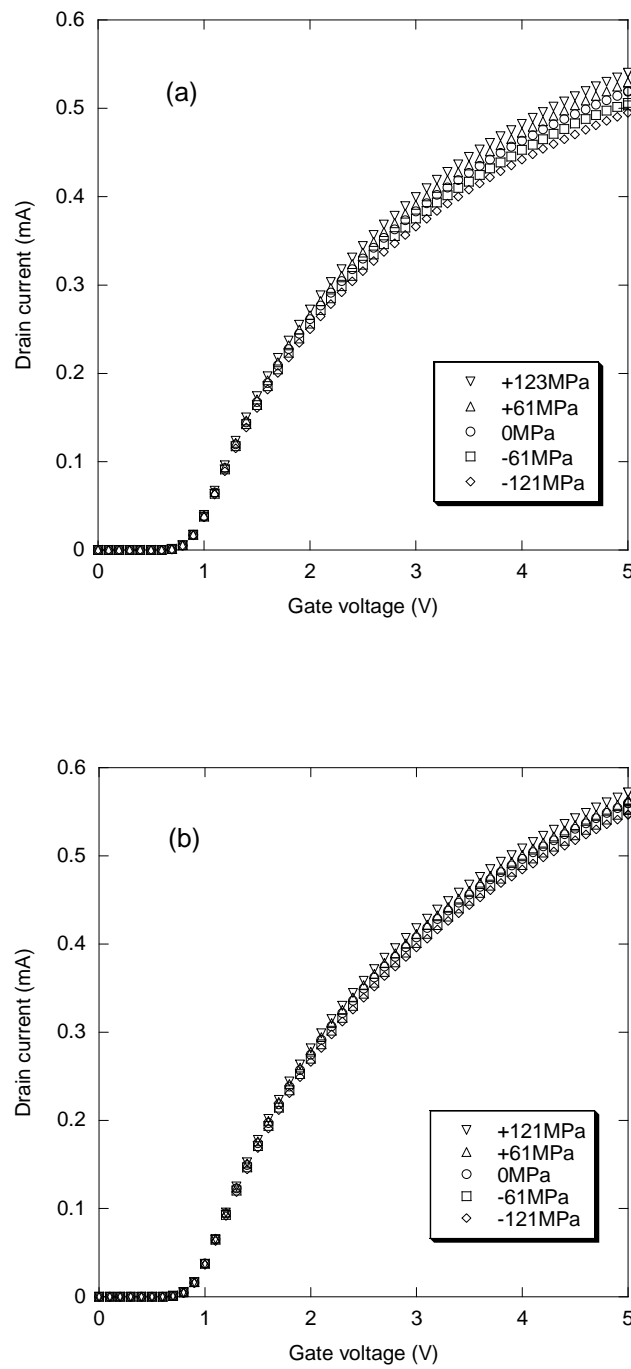 0.6
(a)
0.5
0.4
Drain current (mA)
0.3
0.2
+123MPa
+61MPa
0MPa
-61MPa
-121MPa
0.1
0
0 1 2 3 4 5
Gate voltage (V)
0.6
(b)
0.5
0.4
Drain current (mA)
0.3
0.2
+121MPa
+61MPa
0MPa
-61MPa
-121MPa
0.1
0
0 1 2 3 4 5
Gate voltage (V)